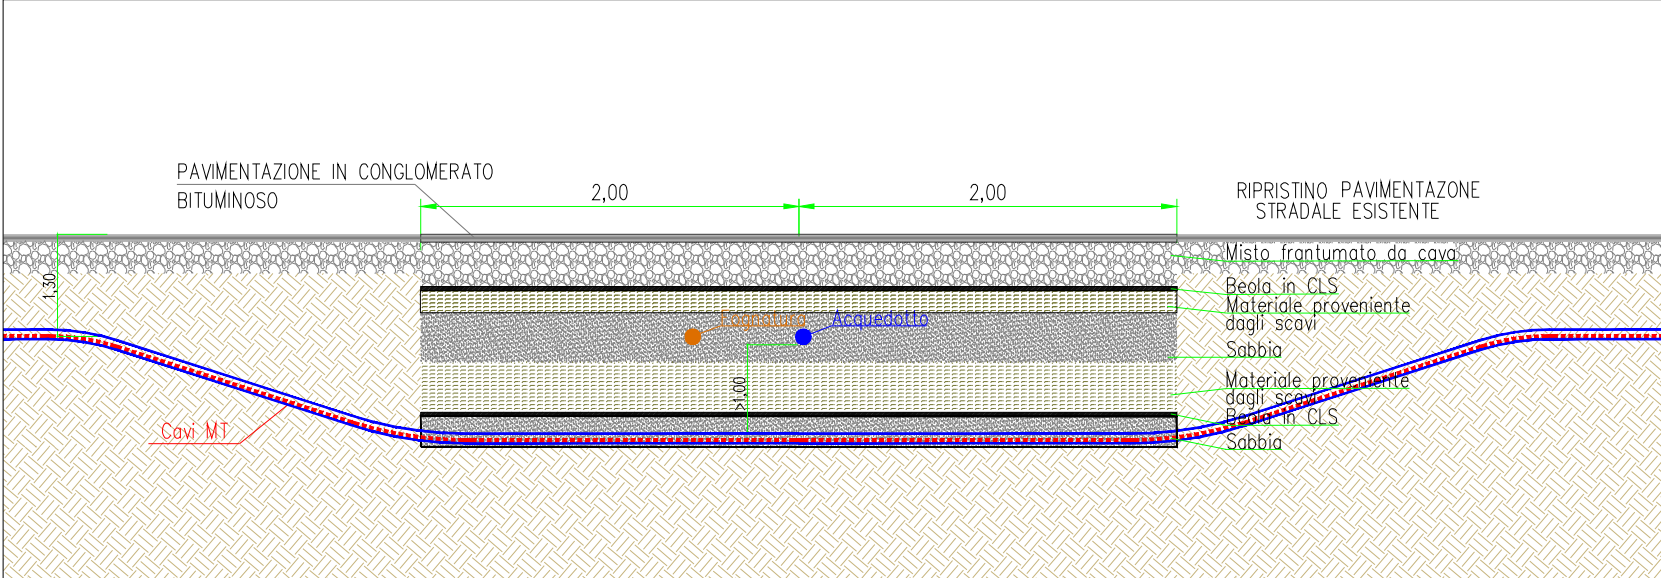 PAVIMENTAZIONE IN CONGLOMERATO
BITUMINOSO
2,00
2,00
RIPRISTINO PAVIMENTAZONE
STRADALE ESISTENTE
1,30
Misto frantumato da cava
Beola in CLS
Materiale proveniente
dagli scavi
Fognatura
Acquedotto
Sabbia
>1,00
Materiale proveniente
dagli scavi
Beola in CLS
Cavi MT
Sabbia